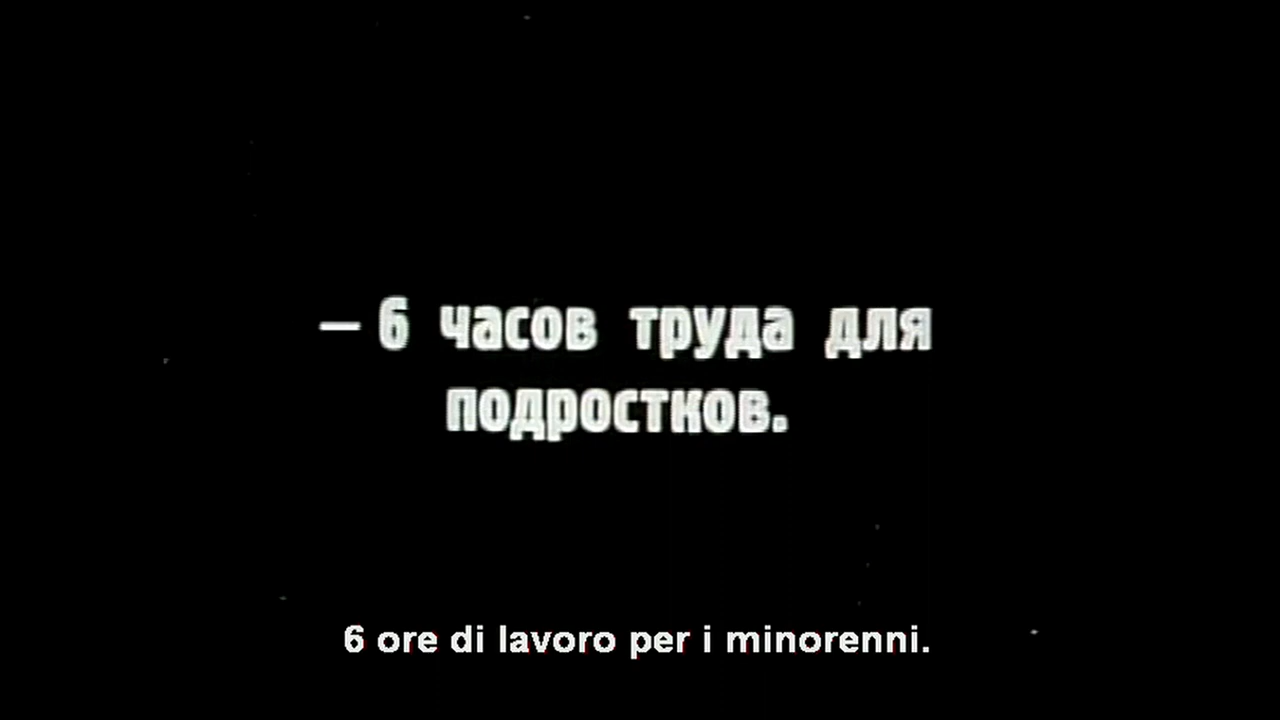 — 6 часов труда для
подростков.
6 ore di lavoro per i minorenni.